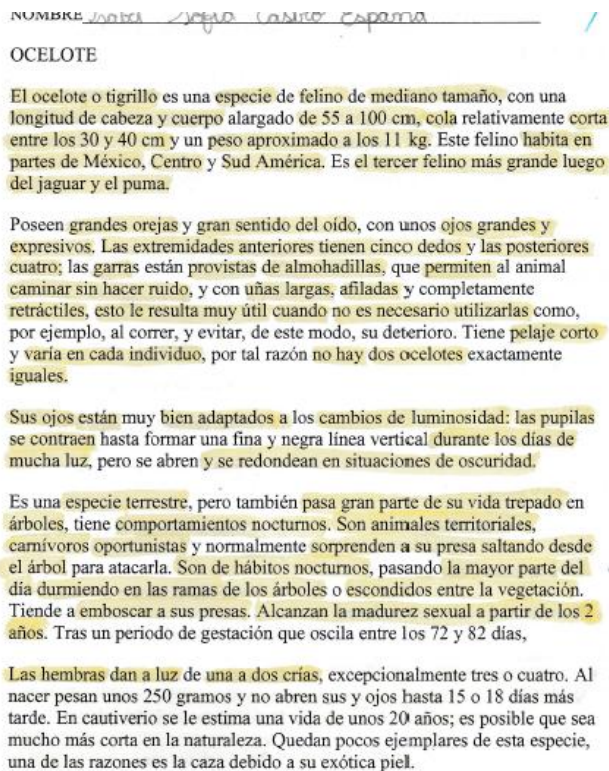 NOMBRE Isabel Sofia Castro España
OCELOTE
El ocelote o tigrillo es una especie de felino de mediano tamaño, con una
longitud de cabeza y cuerpo alargado de 55 a 100 cm, cola relativamente corta
entre los 30 y 40 cm y un peso aproximado a los 11 kg. Este felino habita en
partes de México, Centro y Sud América. Es el tercer felino más grande luego
del jaguar y el puma.
Poseen grandes orejas y gran sentido del oído, con unos ojos grandes y
expresivos. Las extremidades anteriores tienen cinco dedos y las posteriores
cuatro; las garras están provistas de almohadillas, que permiten al animal
caminar sin hacer ruido, y con uñas largas, afiladas y completamente
retráctiles, esto le resulta muy útil cuando no es necesario utilizarlas como,
por ejemplo, al correr, y evitar, de este modo, su deterioro. Tiene pelaje corto
y varía en cada individuo, por tal razón no hay dos ocelotes exactamente
iguales.
Sus ojos están muy bien adaptados a los cambios de luminosidad: las pupilas
se contraen hasta formar una fina y negra línea vertical durante los días de
mucha luz, pero se abren y se redondean en situaciones de oscuridad.
Es una especie terrestre, pero también pasa gran parte de su vida trepado en
árboles, tiene comportamientos nocturnos. Son animales territoriales,
carnívoros oportunistas y normalmente sorprenden a su presa saltando desde
el árbol para atacarla. Son de hábitos nocturnos, pasando la mayor parte del
día durmiendo en las ramas de los árboles o escondidos entre la vegetación.
Tiende a emboscar a sus presas. Alcanzan la madurez sexual a partir de los 2
años. Tras un periodo de gestación que oscila entre los 72 y 82 días,
Las hembras dan a luz de una a dos crías, excepcionalmente tres o cuatro. Al
nacer pesan unos 250 gramos y no abren sus y ojos hasta 15 o 18 días más
tarde. En cautiverio se le estima una vida de unos 20 años; es posible que sea
mucho más corta en la naturaleza. Quedan pocos ejemplares de esta especie,
una de las razones es la caza debido a su exótica piel.